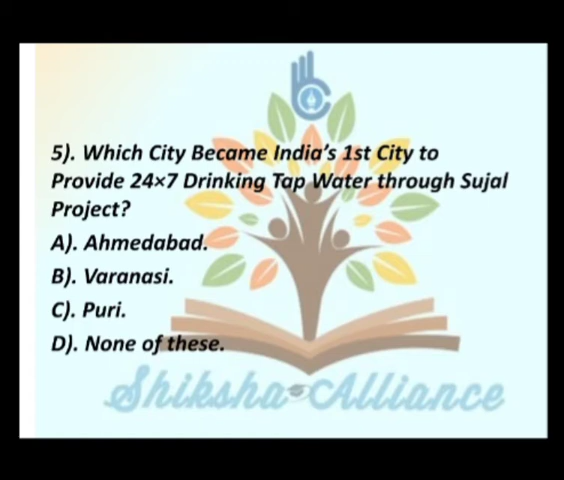 5). Which City Became India's 1st City to
Provide 24×7 Drinking Tap Water through Sujal
Project?
A). Ahmedabad.
B). Varanasi.
C). Puri.
D). None of these.
Shiksha Alliance